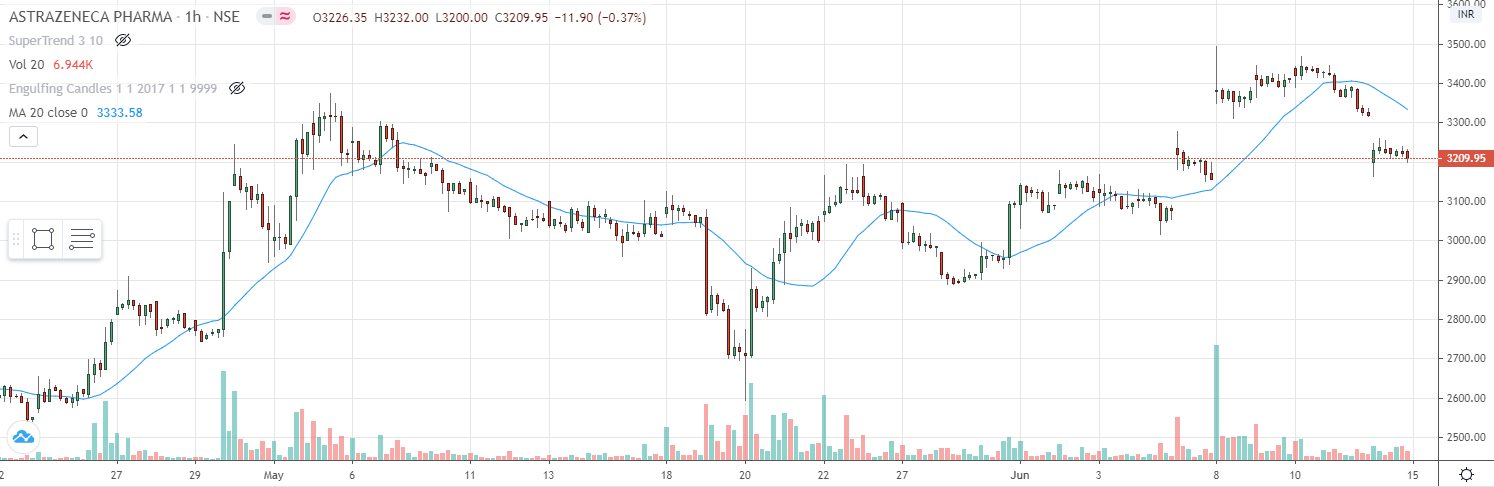 ASTRAZENECA PHARMA · 1h · NSE O3226.35 H3232.00 L3200.00 C3209.95 −11.90 (−0.37%)
SuperTrend 3 10
Vol 20 6.944K
Engulfing Candles 1 1 2017 1 1 9999
MA 20 close 0 3333.58
3600.00
INR
3500.00
3400.00
3300.00
3209.95
3100.00
3000.00
2900.00
2800.00
2700.00
2600.00
2500.00
2 27 29 May 6 11 13 18 20 22 27 Jun 3 8 10 15